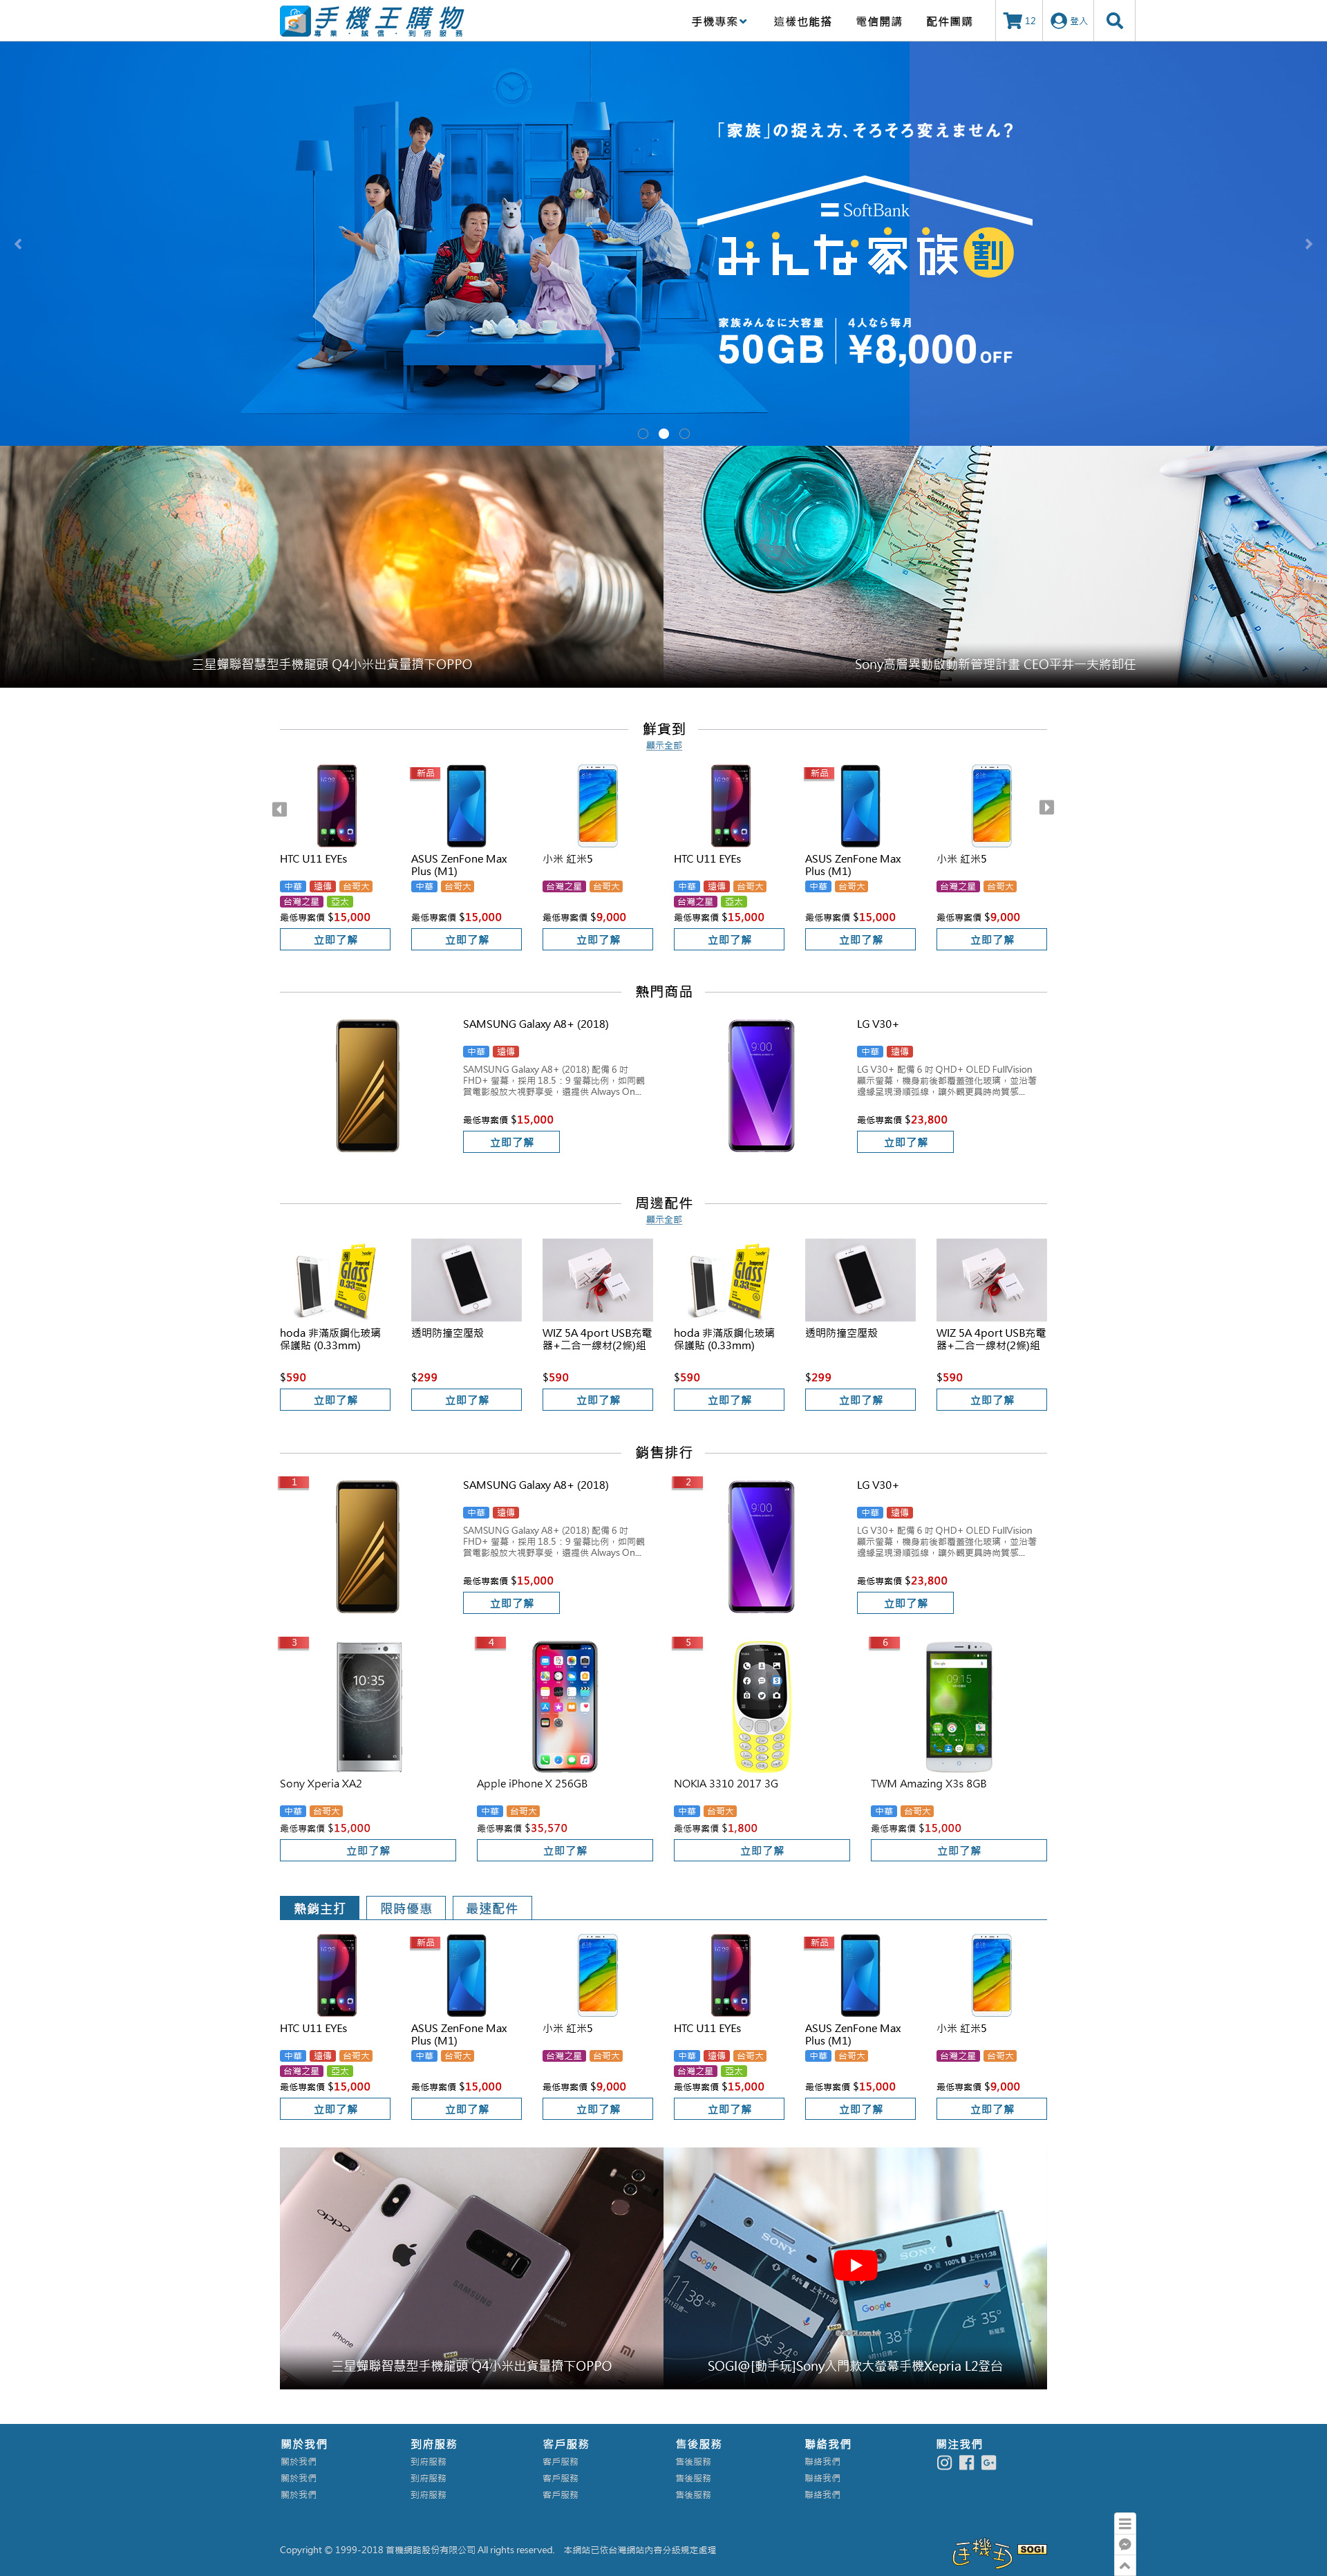 手機王購物
專業・誠信・到府服務
手機專案
這樣也能搭
電信開講
配件團購
12
登入
「家族」の捉え方、そろそろ変えません？
SoftBank
みんな家族割
家族みんなに大容量
50GB
4人なら毎月
¥8,000 OFF
三星蟬聯智慧型手機龍頭 Q4小米出貨量擠下OPPO
CONSTANTINE
PALERMO
Sony高層異動啟動新管理計畫 CEO平井一夫將卸任
鮮貨到
顯示全部
HTC U11 EYEs
中華 遠傳 台哥大
台灣之星 亞太
最低專案價 $15,000
立即了解
新品
ASUS ZenFone Max
Plus (M1)
中華 台哥大
最低專案價 $15,000
立即了解
小米 紅米5
台灣之星 台哥大
最低專案價 $9,000
立即了解
HTC U11 EYEs
中華 遠傳 台哥大
台灣之星 亞太
最低專案價 $15,000
立即了解
新品
ASUS ZenFone Max
Plus (M1)
中華 台哥大
最低專案價 $15,000
立即了解
小米 紅米5
台灣之星 台哥大
最低專案價 $9,000
立即了解
熱門商品
SAMSUNG Galaxy A8+ (2018)
中華 遠傳
SAMSUNG Galaxy A8+ (2018) 配備 6 吋
FHD+ 螢幕，採用 18.5：9 螢幕比例，如同觀
賞電影般放大視野享受，還提供 Always On...
最低專案價 $15,000
立即了解
9:00
LG V30+
中華 遠傳
LG V30+ 配備 6 吋 QHD+ OLED FullVision
顯示螢幕，機身前後都覆蓋強化玻璃，並沿著
邊緣呈現滑順弧線，讓外觀更具時尚質感...
最低專案價 $23,800
立即了解
周邊配件
顯示全部
hoda 非滿版鋼化玻璃
保護貼 (0.33mm)
$590
立即了解
透明防撞空壓殼
$299
立即了解
WIZ 5A 4port USB充電
器+二合一線材(2條)組
$590
立即了解
hoda 非滿版鋼化玻璃
保護貼 (0.33mm)
$590
立即了解
透明防撞空壓殼
$299
立即了解
WIZ 5A 4port USB充電
器+二合一線材(2條)組
$590
立即了解
銷售排行
1
SAMSUNG Galaxy A8+ (2018)
中華 遠傳
SAMSUNG Galaxy A8+ (2018) 配備 6 吋
FHD+ 螢幕，採用 18.5：9 螢幕比例，如同觀
賞電影般放大視野享受，還提供 Always On...
最低專案價 $15,000
立即了解
2
9:00
LG V30+
中華 遠傳
LG V30+ 配備 6 吋 QHD+ OLED FullVision
顯示螢幕，機身前後都覆蓋強化玻璃，並沿著
邊緣呈現滑順弧線，讓外觀更具時尚質感...
最低專案價 $23,800
立即了解
3
10:35
Sony Xperia XA2
中華 台哥大
最低專案價 $15,000
立即了解
4
Apple iPhone X 256GB
中華 台哥大
最低專案價 $35,570
立即了解
5
NOKIA 3310 2017 3G
中華 台哥大
最低專案價 $1,800
立即了解
6
09:15
TWM Amazing X3s 8GB
中華 台哥大
最低專案價 $15,000
立即了解
熱銷主打
限時優惠
最速配件
HTC U11 EYEs
中華 遠傳 台哥大
台灣之星 亞太
最低專案價 $15,000
立即了解
新品
ASUS ZenFone Max
Plus (M1)
中華 台哥大
最低專案價 $15,000
立即了解
小米 紅米5
台灣之星 台哥大
最低專案價 $9,000
立即了解
HTC U11 EYEs
中華 遠傳 台哥大
台灣之星 亞太
最低專案價 $15,000
立即了解
新品
ASUS ZenFone Max
Plus (M1)
中華 台哥大
最低專案價 $15,000
立即了解
小米 紅米5
台灣之星 台哥大
最低專案價 $9,000
立即了解
oppo
iPhone
SAMSUNG
三星蟬聯智慧型手機龍頭 Q4小米出貨量擠下OPPO
SONY
Google
11:38 上午
34°
SONY
100% 上午11:38
Google
35°
SOGI@[動手玩]Sony入門款大螢幕手機Xepria L2登台
關於我們
關於我們
關於我們
關於我們
到府服務
到府服務
到府服務
到府服務
客戶服務
客戶服務
客戶服務
客戶服務
售後服務
售後服務
售後服務
售後服務
聯絡我們
聯絡我們
聯絡我們
聯絡我們
關注我們
Copyright © 1999-2018 首機網路股份有限公司 All rights reserved. 本網站已依台灣網站內容分級規定處理
手機王 SOGI